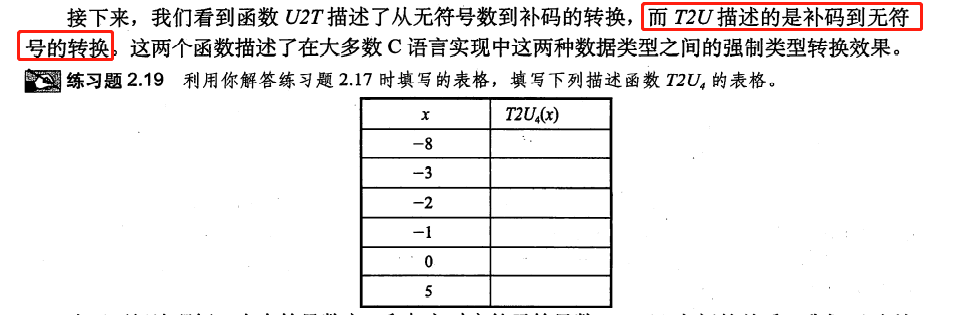 接下来，我们看到函数 U2T 描述了从无符号数到补码的转换，而 T2U 描述的是补码到无符
号的转换。这两个函数描述了在大多数 C 语言实现中这两种数据类型之间的强制类型转换效果。
练习题 2.19 利用你解答练习题 2.17 时填写的表格，填写下列描述函数 T2U₄ 的表格。
x T2U₄(x)
−8
−3
−2
−1
0
5